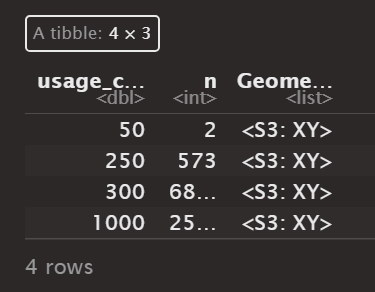 A tibble: 4 × 3
usage_c... n Geome...
<dbl> <int> <list>
50 2 <S3: XY>
250 573 <S3: XY>
300 68... <S3: XY>
1000 25... <S3: XY>
4 rows